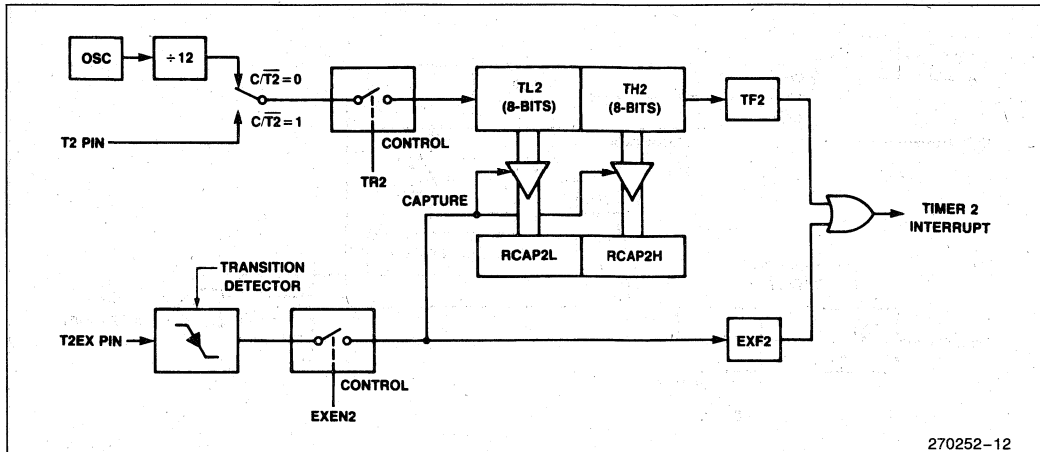 OSC
÷12
C/T2̅=0
C/T2̅=1
T2 PIN
CONTROL
TR2
TL2
(8-BITS)
TH2
(8-BITS)
TF2
CAPTURE
RCAP2L
RCAP2H
TIMER 2
INTERRUPT
TRANSITION
DETECTOR
T2EX PIN
CONTROL
EXEN2
EXF2
270252–12